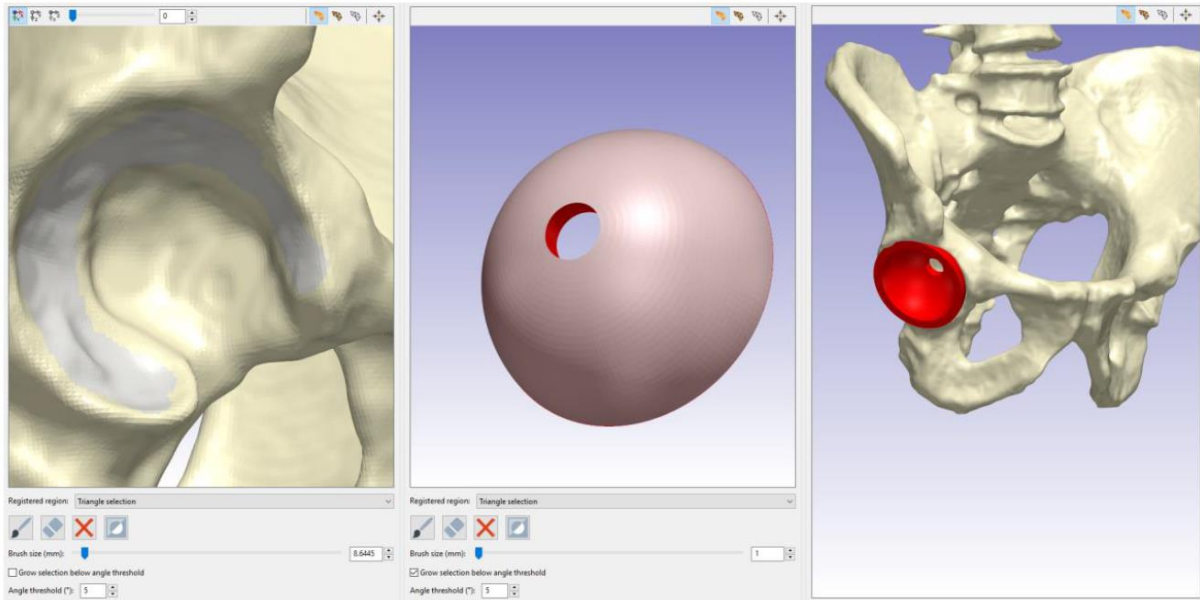 0
Registered region: Triangle selection
Brush size (mm): 8.6445
Grow selection below angle threshold
Angle threshold (°): 5
Registered region: Triangle selection
Brush size (mm): 1
Grow selection below angle threshold
Angle threshold (°): 5